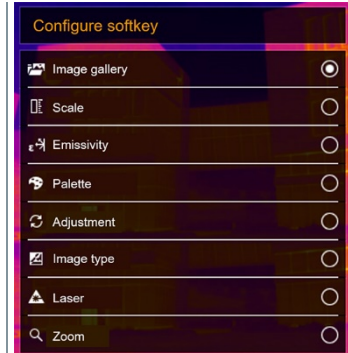 Configure softkey
Image gallery
Scale
Emissivity
Palette
Adjustment
Image type
Laser
Zoom